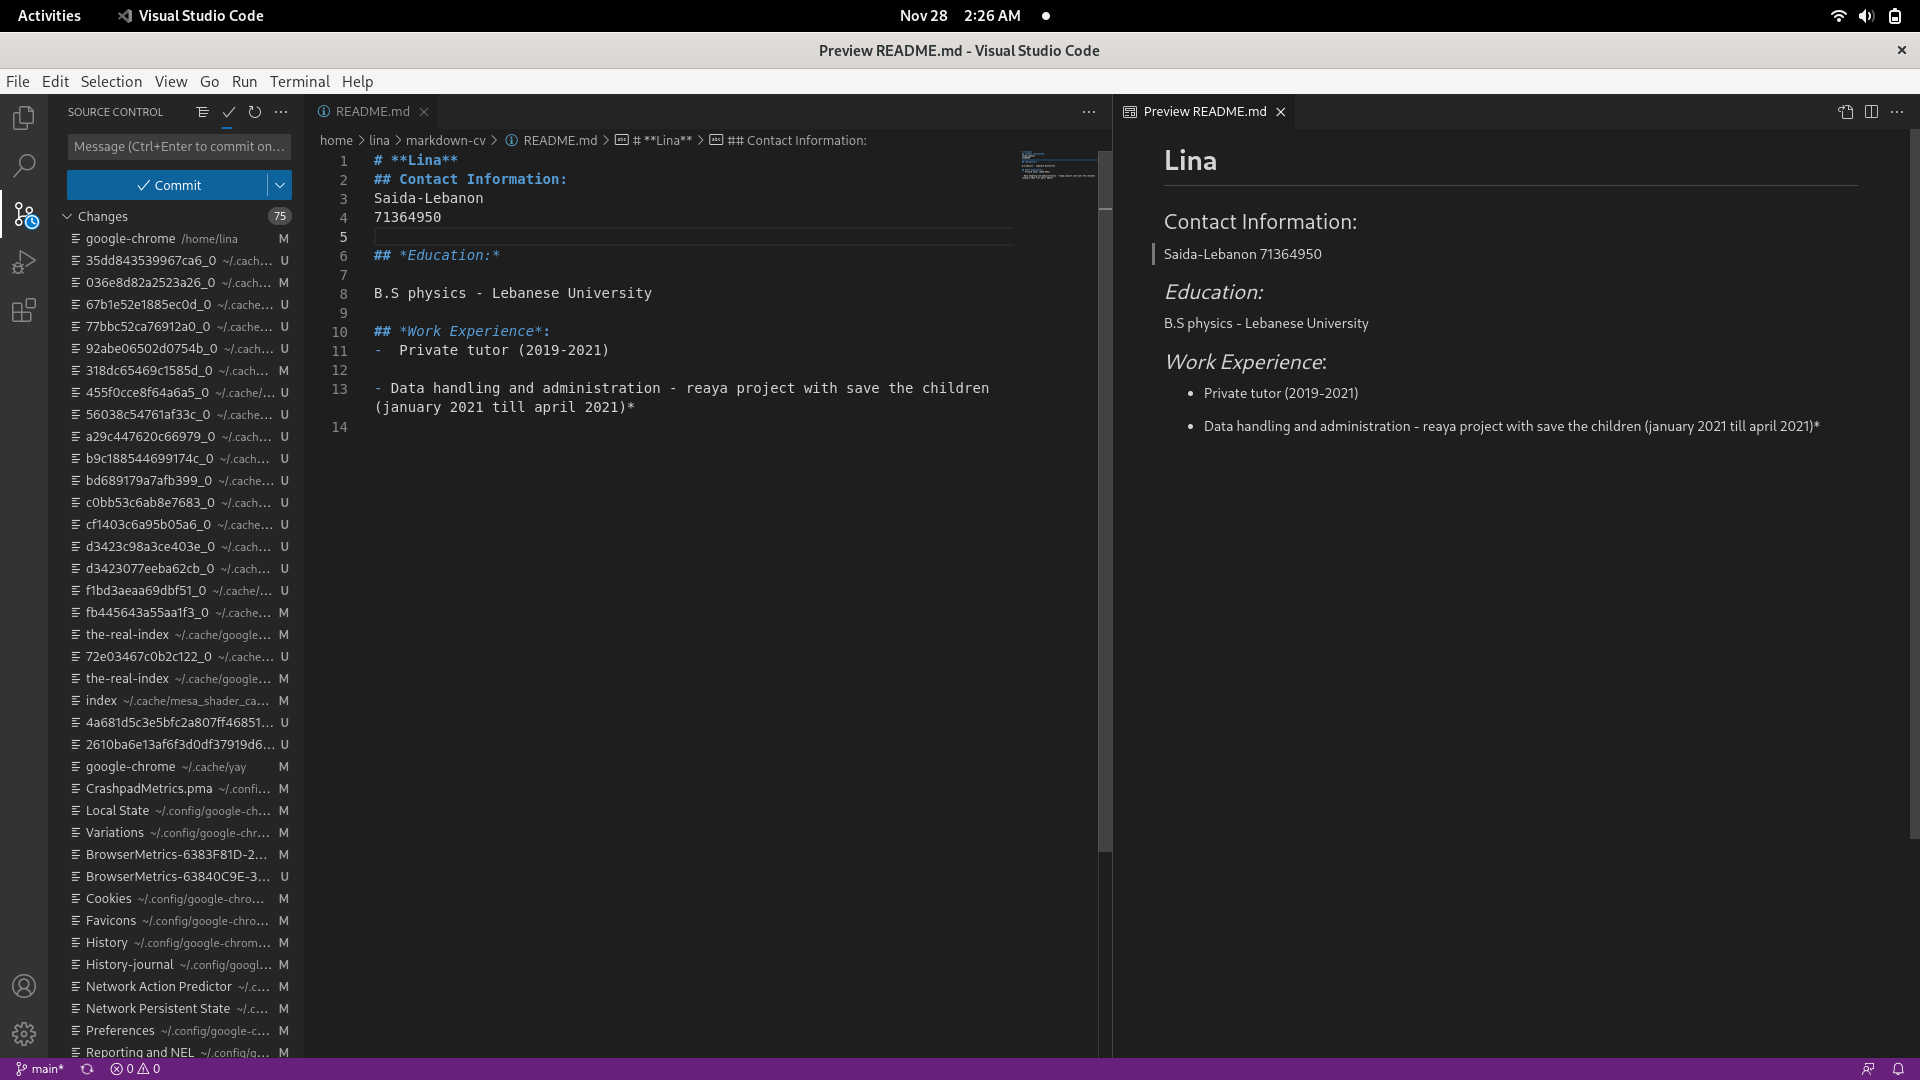 Activities Visual Studio Code Nov 28 2:26 AM
Preview README.md - Visual Studio Code
File Edit Selection View Go Run Terminal Help
SOURCE CONTROL
Message (Ctrl+Enter to commit on…
Commit
Changes 75
google-chrome /home/lina M
35dd843539967ca6_0 ~/.cach… U
036e8d82a2523a26_0 ~/.cach… M
67b1e52e1885ec0d_0 ~/.cache… U
77bbc52ca76912a0_0 ~/.cache… U
92abe06502d0754b_0 ~/.cach… U
318dc65469c1585d_0 ~/.cach… M
455f0cce8f64a6a5_0 ~/.cache/… U
56038c54761af33c_0 ~/.cach… U
a29c447620c66979_0 ~/.cach… U
b9c188544699174c_0 ~/.cach… U
bd689179a7afb399_0 ~/.cache… U
c0bb53c6ab8e7683_0 ~/.cach… U
cf1403c6a95b05a6_0 ~/.cache… U
d3423c98a3ce403e_0 ~/.cach… U
d3423077eeba62cb_0 ~/.cach… U
f1bd3aeaa69dbf51_0 ~/.cache/… U
fb445643a55aa1f3_0 ~/.cache… M
the-real-index ~/.cache/google… M
72e03467c0b2c122_0 ~/.cache… U
the-real-index ~/.cache/google… M
index ~/.cache/mesa_shader_ca… M
4a681d5c3e5bfc2a807ff46851… U
2610ba6e13af6f3d0df37919d6… U
google-chrome ~/.cache/yay M
CrashpadMetrics.pma ~/.confi… M
Local State ~/.config/google-ch… M
Variations ~/.config/google-chr… M
BrowserMetrics-6383F81D-2… M
BrowserMetrics-63840C9E-3… U
Cookies ~/.config/google-chro… M
Favicons ~/.config/google-chro… M
History ~/.config/google-chrom… M
History-journal ~/.config/googl… M
Network Action Predictor ~/.c… M
Network Persistent State ~/.c… M
Preferences ~/.config/google-c… M
Reporting and NEL ~/.config/g… M
README.md
home > lina > markdown-cv > README.md > # **Lina** > ## Contact Information:
1 # **Lina**
2 ## Contact Information:
3 Saida-Lebanon
4 71364950
5
6 ## *Education:*
7
8 B.S physics - Lebanese University
9
10 ## *Work Experience*:
11 -  Private tutor (2019-2021)
12
13 - Data handling and administration - reaya project with save the children
(january 2021 till april 2021)*
14
Preview README.md
Lina
Contact Information:
Saida-Lebanon 71364950
Education:
B.S physics - Lebanese University
Work Experience:
• Private tutor (2019-2021)
• Data handling and administration - reaya project with save the children (january 2021 till april 2021)*
main* 0 0